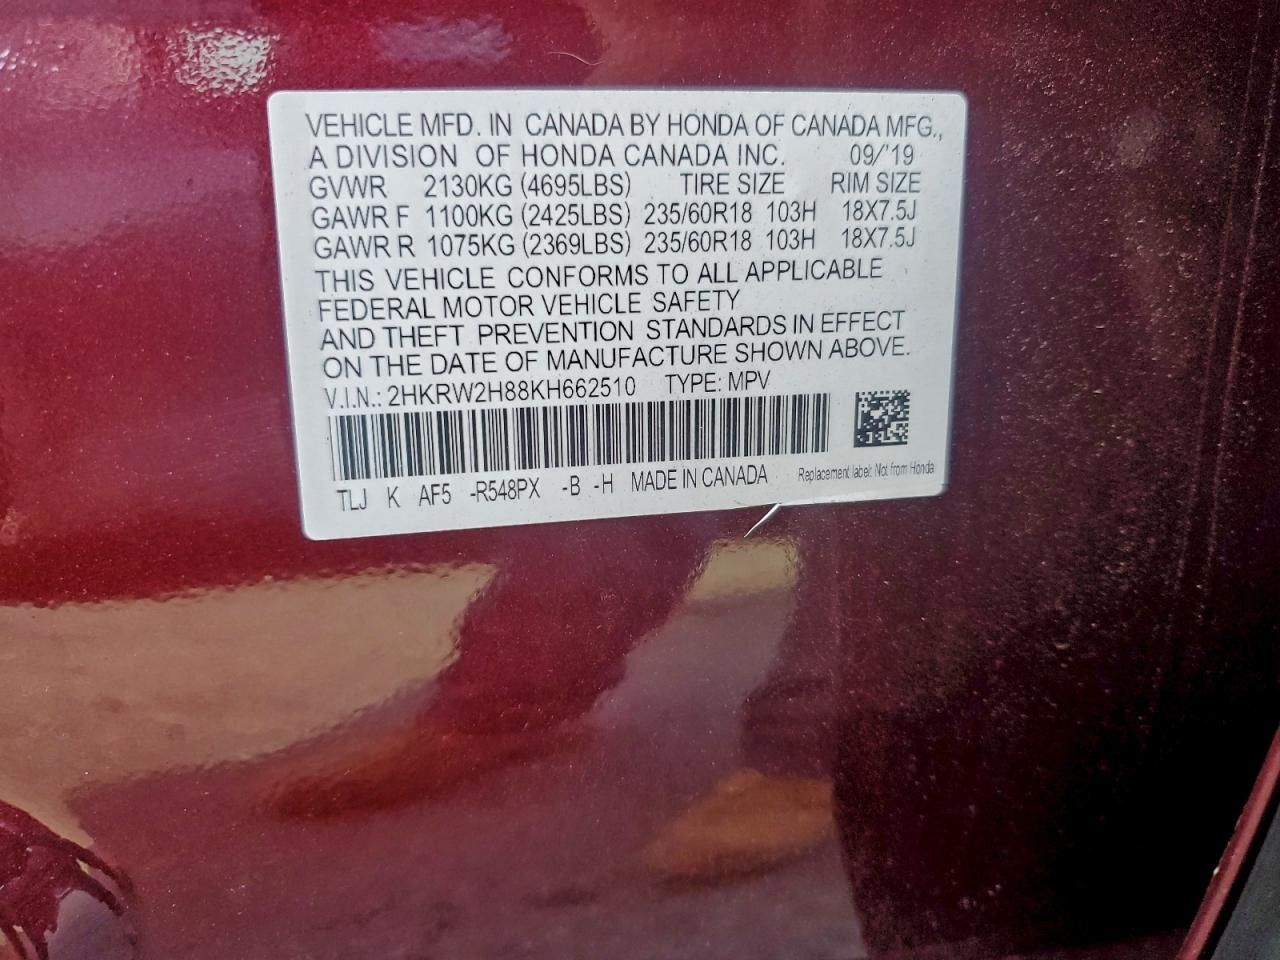 VEHICLE MFD. IN CANADA BY HONDA OF CANADA MFG.,
A DIVISION OF HONDA CANADA INC. 09/'19
GVWR 2130KG (4695LBS) TIRE SIZE RIM SIZE
GAWR F 1100KG (2425LBS) 235/60R18 103H 18X7.5J
GAWR R 1075KG (2369LBS) 235/60R18 103H 18X7.5J
THIS VEHICLE CONFORMS TO ALL APPLICABLE
FEDERAL MOTOR VEHICLE SAFETY
AND THEFT PREVENTION STANDARDS IN EFFECT
ON THE DATE OF MANUFACTURE SHOWN ABOVE.
V.I.N.: 2HKRW2H88KH662510 TYPE: MPV
TLJ K AF5 -R548PX -B -H MADE IN CANADA Replacement label: Not from Honda